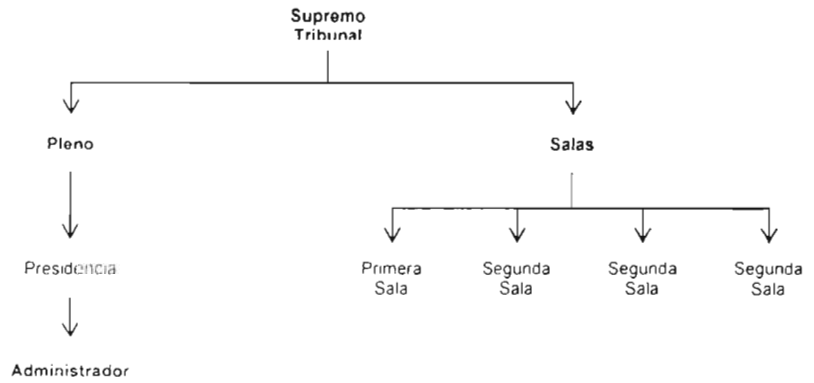 Supremo
Tribunal
Pleno
Salas
Presidencia
Primera
Sala
Segunda
Sala
Segunda
Sala
Segunda
Sala
Administrador